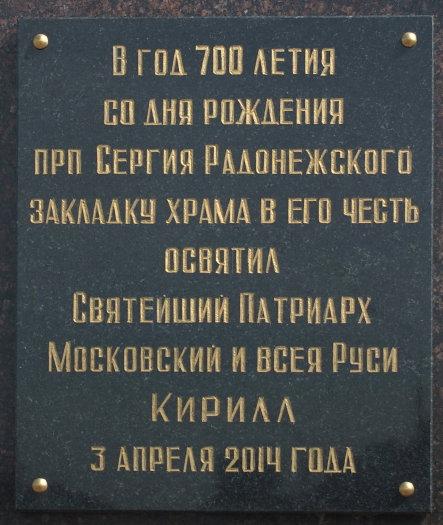 В год 700 летия
со дня рождения
прп Сергия Радонежского
закладку храма в его честь
освятил
Святейший Патриарх
Московский и всея Руси
Кирилл
3 апреля 2014 года